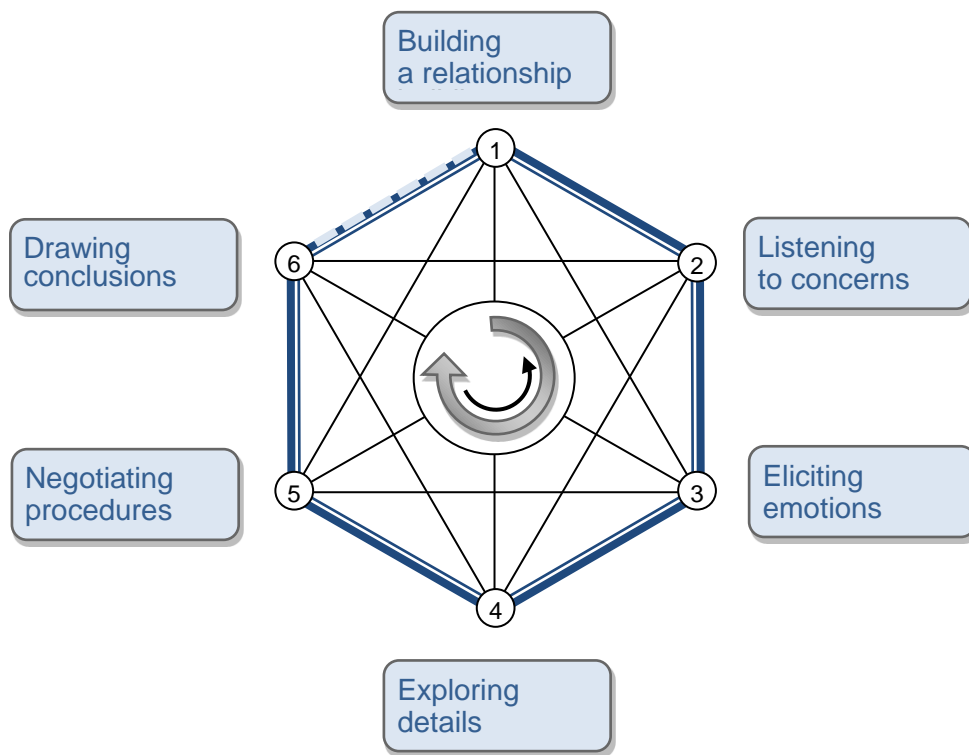 Building
a relationship
1
6
2
Drawing
conclusions
Listening
to concerns
Negotiating
procedures
5
3
Eliciting
emotions
4
Exploring
details